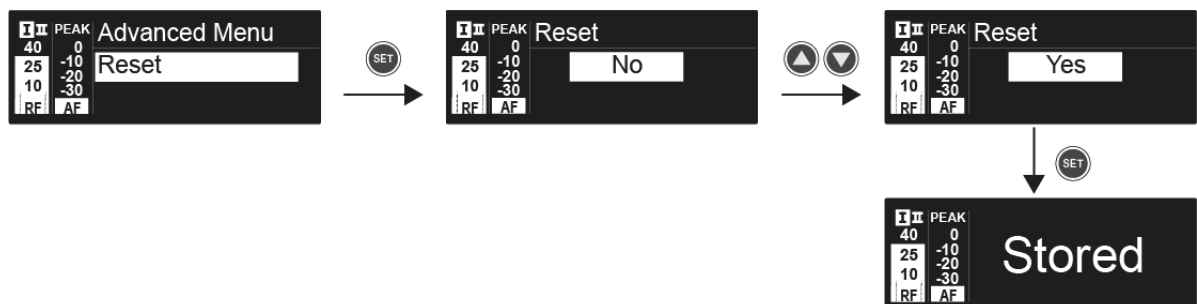 I II PEAK Advanced Menu
40 0
25 -10 Reset
-20
10 -30
RF AF
SET
I II PEAK Reset
40 0
25 -10 No
-20
10 -30
RF AF
I II PEAK Reset
40 0
25 -10 Yes
-20
10 -30
RF AF
SET
I II PEAK
40 0
25 -10 Stored
-20
10 -30
RF AF